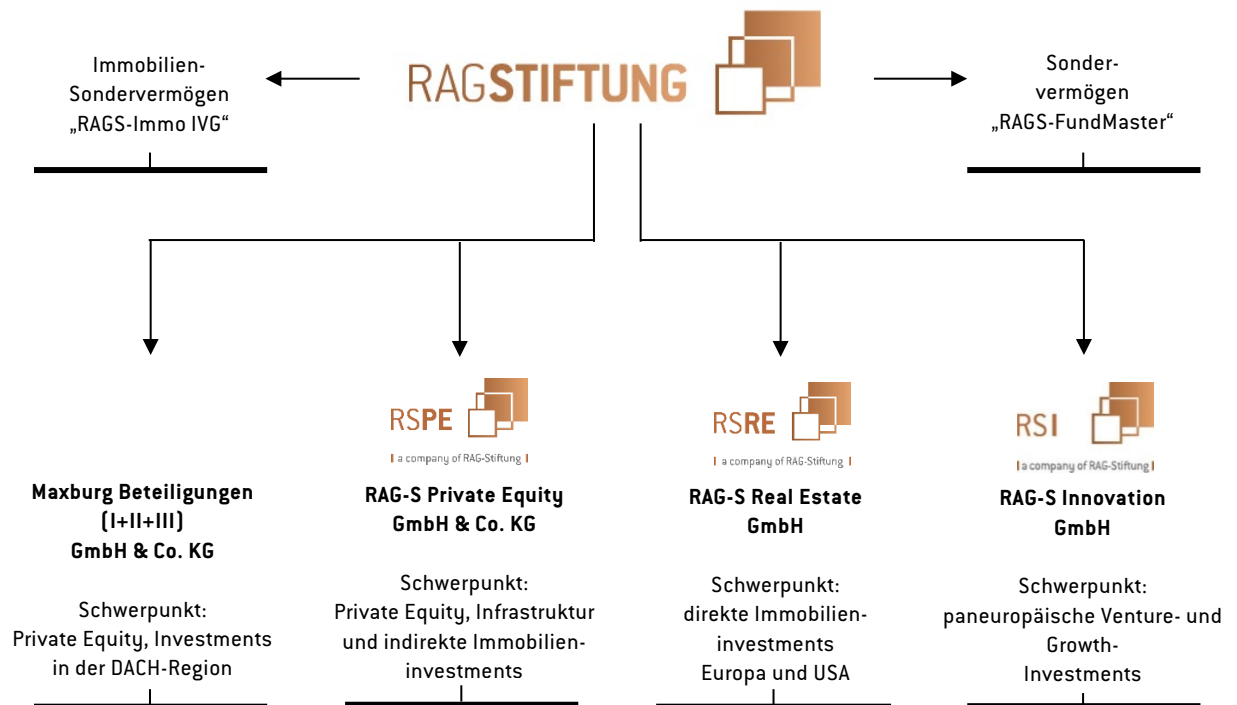 Immobilien-
Sondervermögen
„RAGS-Immo IVG“
RAGSTIFTUNG
Sonder-
vermögen
„RAGS-FundMaster“
Maxburg Beteiligungen
(I+II+III)
GmbH & Co. KG
Schwerpunkt:
Private Equity, Investments
in der DACH-Region
RSPE
a company of RAG-Stiftung
RAG-S Private Equity
GmbH & Co. KG
Schwerpunkt:
Private Equity, Infrastruktur
und indirekte Immobilien-
investments
RSRE
a company of RAG-Stiftung
RAG-S Real Estate
GmbH
Schwerpunkt:
direkte Immobilien-
investments
Europa und USA
RSI
a company of RAG-Stiftung
RAG-S Innovation
GmbH
Schwerpunkt:
paneuropäische Venture- und
Growth-
Investments